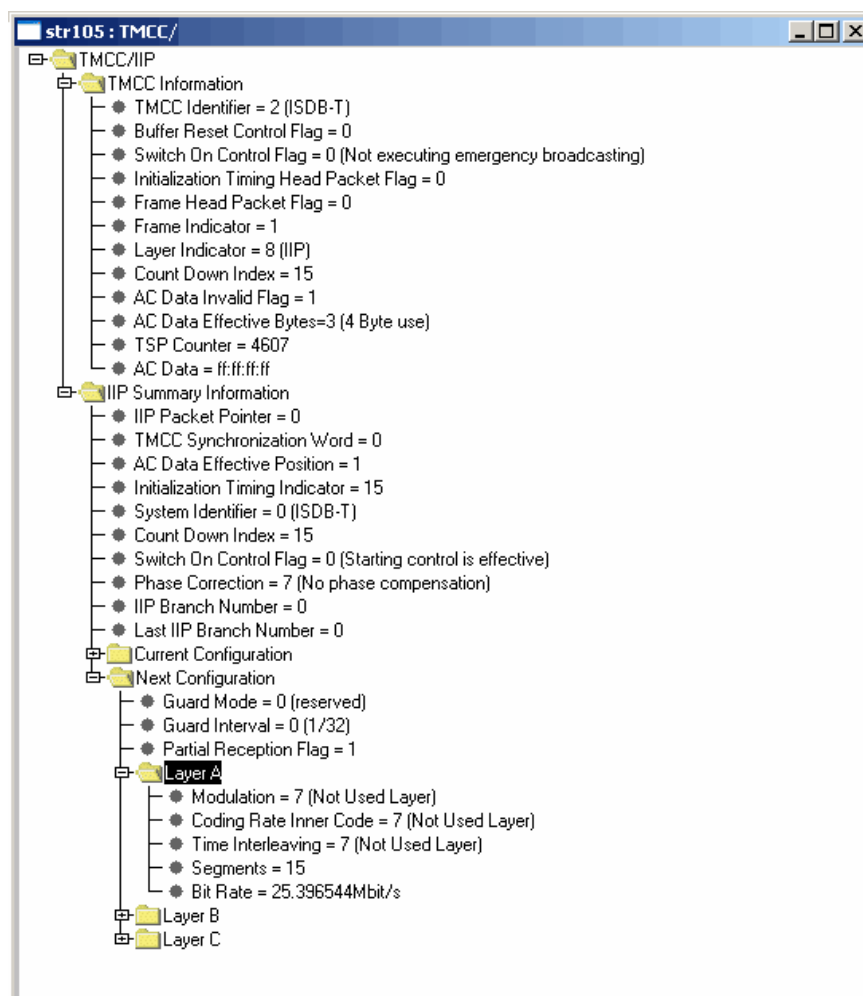 str105 : TMCC/
TMCC/IIP
TMCC Information
TMCC Identifier = 2 (ISDB-T)
Buffer Reset Control Flag = 0
Switch On Control Flag = 0 (Not executing emergency broadcasting)
Initialization Timing Head Packet Flag = 0
Frame Head Packet Flag = 0
Frame Indicator = 1
Layer Indicator = 8 (IIP)
Count Down Index = 15
AC Data Invalid Flag = 1
AC Data Effective Bytes=3 (4 Byte use)
TSP Counter = 4607
AC Data = ff:ff:ff:ff
IIP Summary Information
IIP Packet Pointer = 0
TMCC Synchronization Word = 0
AC Data Effective Position = 1
Initialization Timing Indicator = 15
System Identifier = 0 (ISDB-T)
Count Down Index = 15
Switch On Control Flag = 0 (Starting control is effective)
Phase Correction = 7 (No phase compensation)
IIP Branch Number = 0
Last IIP Branch Number = 0
Current Configuration
Next Configuration
Guard Mode = 0 (reserved)
Guard Interval = 0 (1/32)
Partial Reception Flag = 1
Layer A
Modulation = 7 (Not Used Layer)
Coding Rate Inner Code = 7 (Not Used Layer)
Time Interleaving = 7 (Not Used Layer)
Segments = 15
Bit Rate = 25.396544Mbit/s
Layer B
Layer C